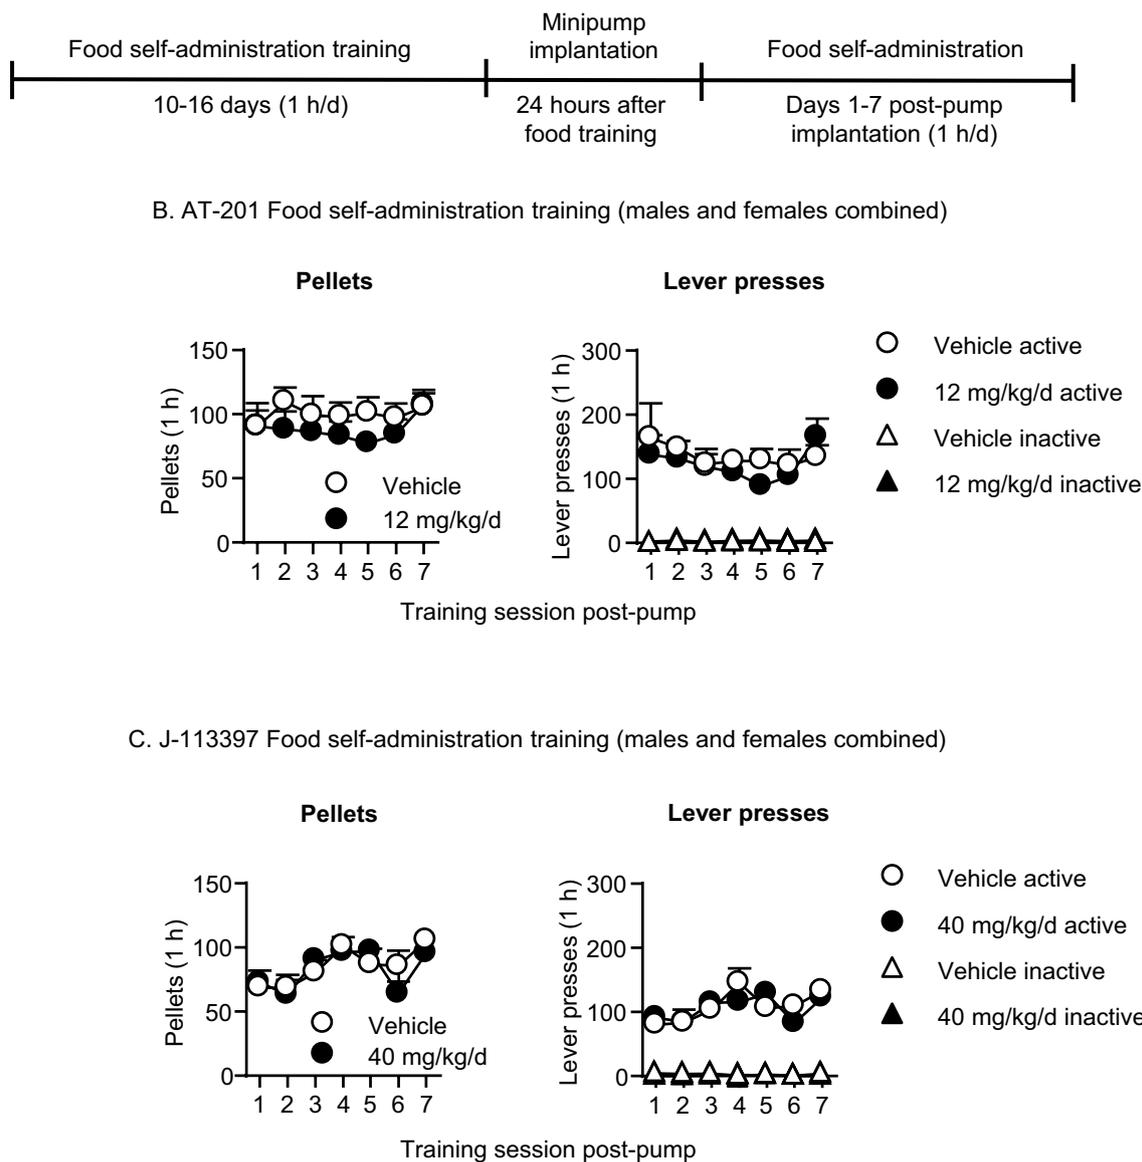 Minipump
Food self-administration training
implantation
Food self-administration
10-16 days (1 h/d)
24 hours after
food training
Days 1-7 post-pump
implantation (1 h/d)
B. AT-201 Food self-administration training (males and females combined)
Pellets
Lever presses
Pellets (1 h)
150
100
50
0
Vehicle
12 mg/kg/d
1 2 3 4 5 6 7
Lever presses (1 h)
300
200
100
0
1 2 3 4 5 6 7
Vehicle active
12 mg/kg/d active
Vehicle inactive
12 mg/kg/d inactive
Training session post-pump
C. J-113397 Food self-administration training (males and females combined)
Pellets
Lever presses
Pellets (1 h)
150
100
50
0
Vehicle
40 mg/kg/d
1 2 3 4 5 6 7
Lever presses (1 h)
300
200
100
0
1 2 3 4 5 6 7
Vehicle active
40 mg/kg/d active
Vehicle inactive
40 mg/kg/d inactive
Training session post-pump